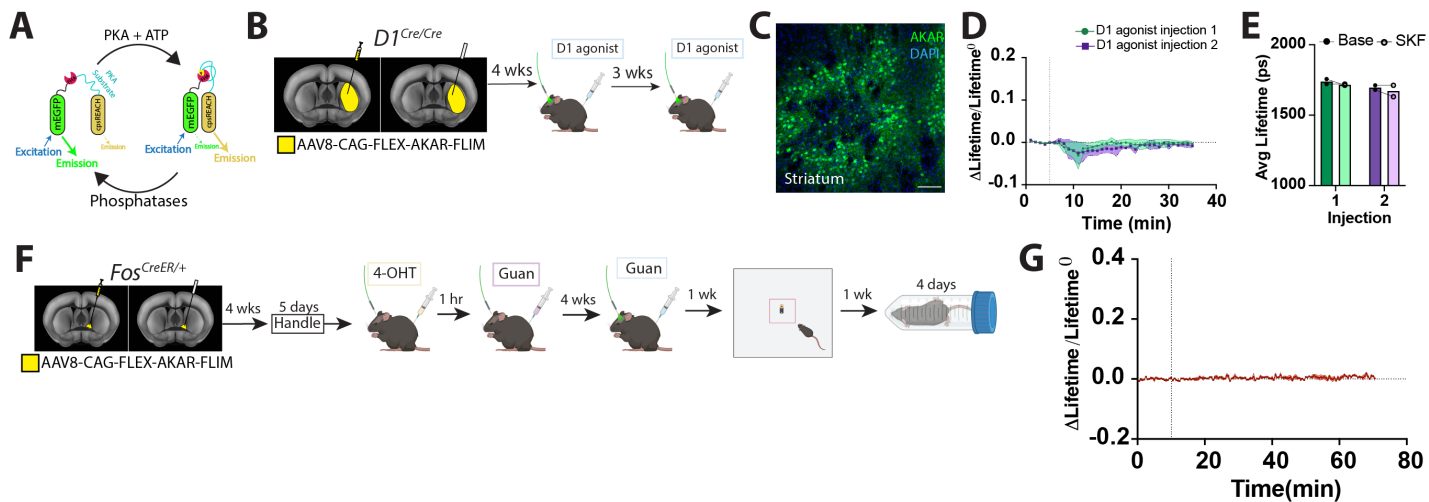 A
PKA + ATP
PKA
Substrate
mEGFP
cpsREACH
Emission
Excitation
Emission
mEGFP
cpsREACH
Excitation
Emission
Emission
Phosphatases
B
D1Cre/Cre
4 wks
D1 agonist
3 wks
D1 agonist
AAV8-CAG-FLEX-AKAR-FLIM
C
AKAR
DAPI
Striatum
D
D1 agonist injection 1
D1 agonist injection 2
ΔLifetime/Lifetime0
0.2
0.1
0.0
-0.1
0
10
20
30
40
Time (min)
E
Base
SKF
Avg Lifetime (ps)
2000
1600
1000
1
2
Injection
F
FosCreER/+
4 wks
5 days
Handle
4-OHT
1 hr
Guan
4 wks
Guan
1 wk
1 wk
4 days
AAV8-CAG-FLEX-AKAR-FLIM
G
ΔLifetime/Lifetime0
0.4
0.2
0.0
-0.2
0
20
40
60
80
Time(min)